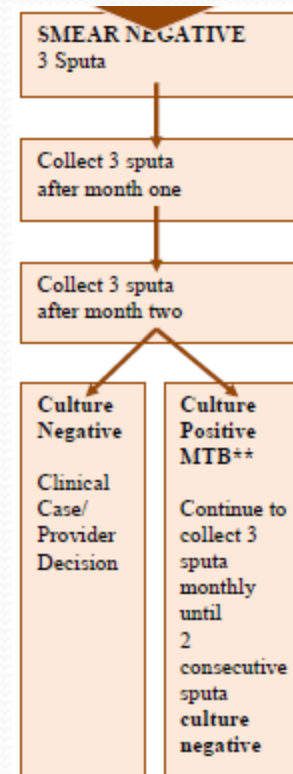 SMEAR NEGATIVE
3 Sputa
Collect 3 sputa
after month one
Collect 3 sputa
after month two
Culture
Negative
Clinical
Case/
Provider
Decision
Culture
Positive
MTB**
Continue to
collect 3
sputa
monthly
until
2
consecutive
sputa
culture
negative